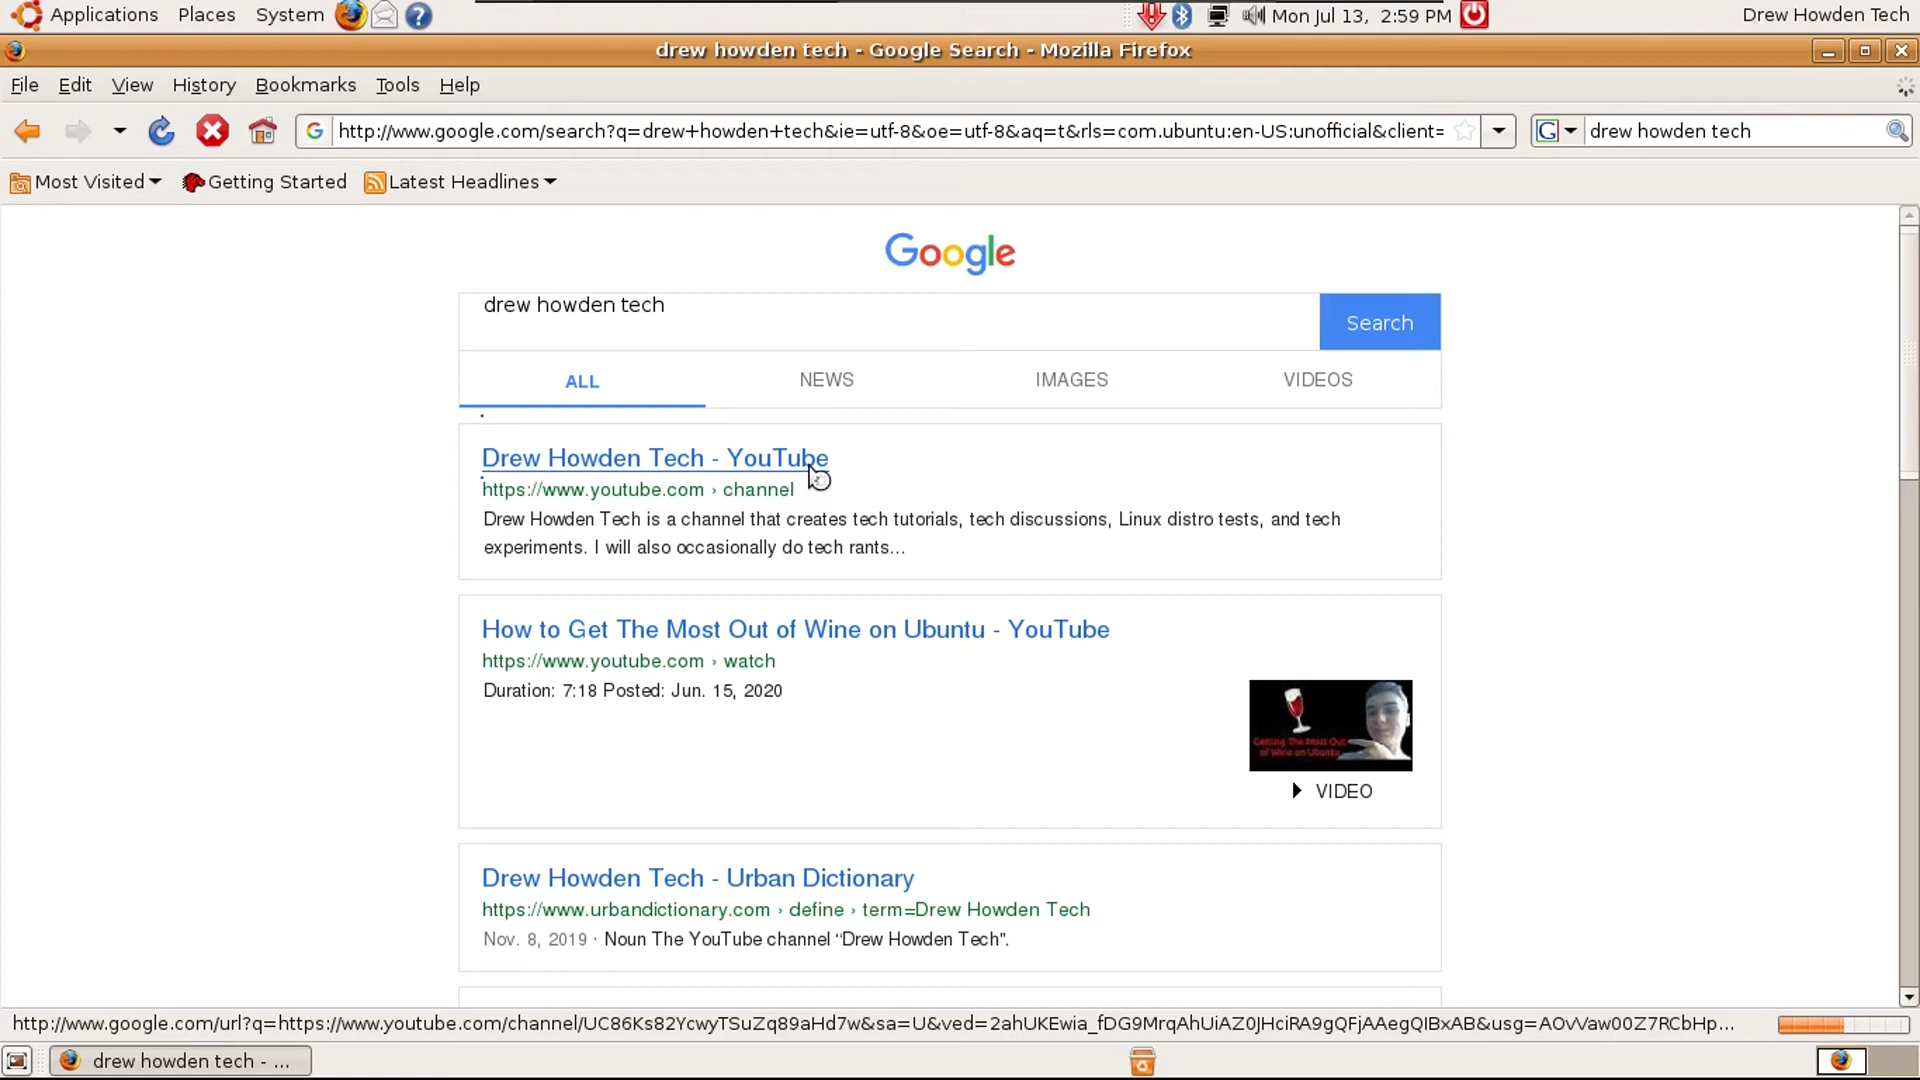 Applications Places System ? Mon Jul 13, 2:59 PM Drew Howden Tech
drew howden tech - Google Search - Mozilla Firefox
File Edit View History Bookmarks Tools Help
G http://www.google.com/search?q=drew+howden+tech&ie=utf-8&oe=utf-8&aq=t&rls=com.ubuntu:en-US:unofficial&client= G drew howden tech
Most Visited Getting Started Latest Headlines
Google
drew howden tech
Search
ALL NEWS IMAGES VIDEOS
Drew Howden Tech - YouTube
https://www.youtube.com › channel
Drew Howden Tech is a channel that creates tech tutorials, tech discussions, Linux distro tests, and tech
experiments. I will also occasionally do tech rants...
How to Get The Most Out of Wine on Ubuntu - YouTube
https://www.youtube.com › watch
Duration: 7:18 Posted: Jun. 15, 2020
Getting The Most Out
of Wine on Ubuntu
VIDEO
Drew Howden Tech - Urban Dictionary
https://www.urbandictionary.com › define › term=Drew Howden Tech
Nov. 8, 2019 · Noun The YouTube channel “Drew Howden Tech".
http://www.google.com/url?q=https://www.youtube.com/channel/UC86Ks82YcwyTSuZq89aHd7w&sa=U&ved=2ahUKEwia_fDG9MrqAhUiAZ0JHciRA9gQFjAAegQIBxAB&usg=AOvVaw00Z7RCbHp...
drew howden tech - ...